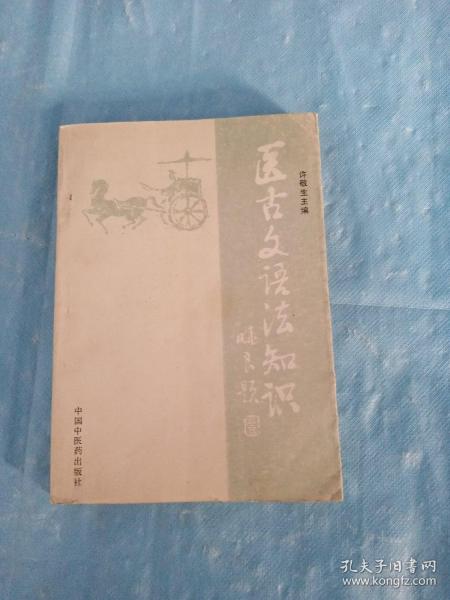 医古文语法知识
许敬生主编
题
中国中医药出版社
孔夫子旧书网
www.kongfz.com